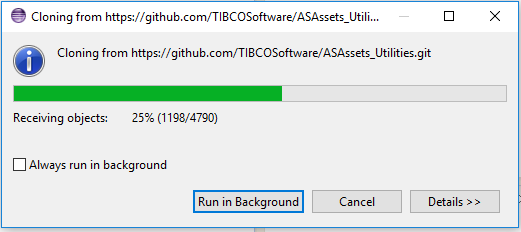 Cloning from https://github.com/TIBCOSoftware/ASAssets_Utili...
Cloning from https://github.com/TIBCOSoftware/ASAssets_Utilities.git
Receiving objects: 25% (1198/4790)
Always run in background
Run in Background Cancel Details >>